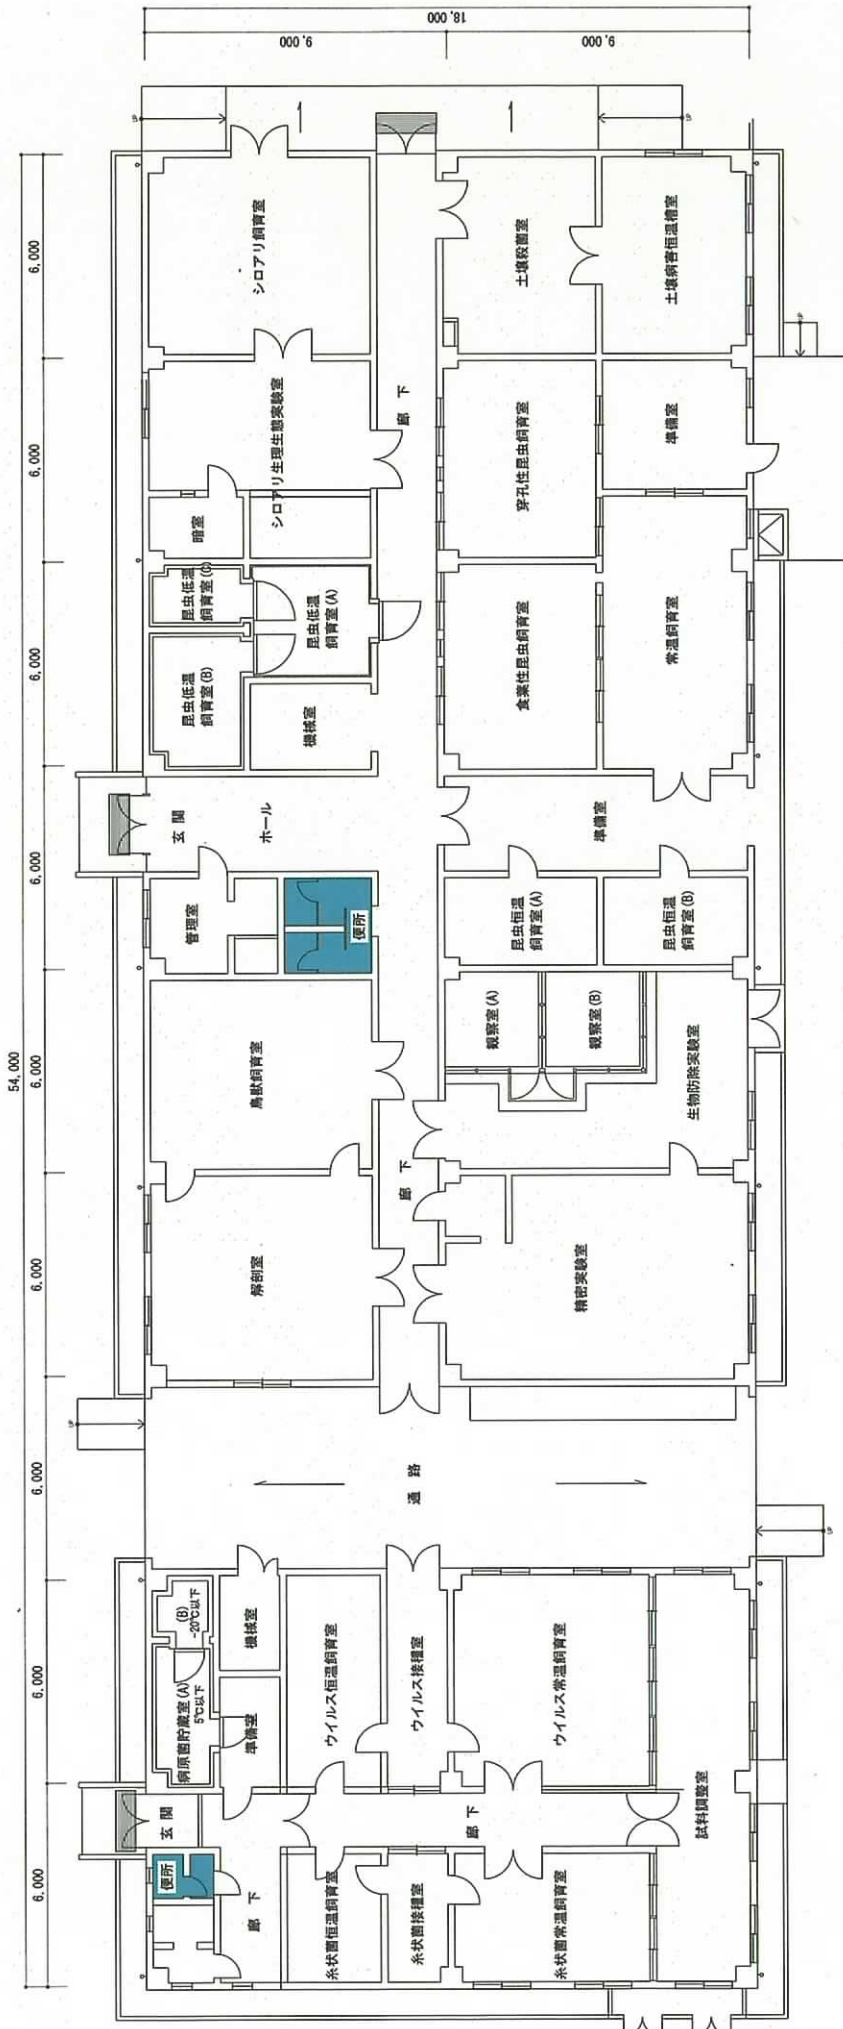 18,000
9,000
9,000
54,000
6,000
6,000
6,000
6,000
6,000
6,000
6,000
6,000
6,000
シロアリ飼育室
土壌殺菌室
土壌病害恒温槽室
シロアリ生理生態実験室
廊下
穿孔性昆虫飼育室
準備室
暗室
昆虫低温
飼育室(C)
昆虫低温
飼育室(B)
昆虫低温
飼育室(A)
機械室
食葉性昆虫飼育室
常温飼育室
玄関
ホール
準備室
管理室
便所
昆虫恒温
飼育室(A)
昆虫恒温
飼育室(B)
鳥獣飼育室
観察室(A)
観察室(B)
生物防除実験室
廊下
解剖室
精密実験室
通路
(B)
-20℃以下
病原菌貯蔵室(A)
5℃以下
機械室
準備室
ウイルス恒温飼育室
ウイルス接種室
ウイルス常温飼育室
試料調整室
玄関
廊下
便所
廊下
糸状菌恒温飼育室
糸状菌接種室
糸状菌常温飼育室